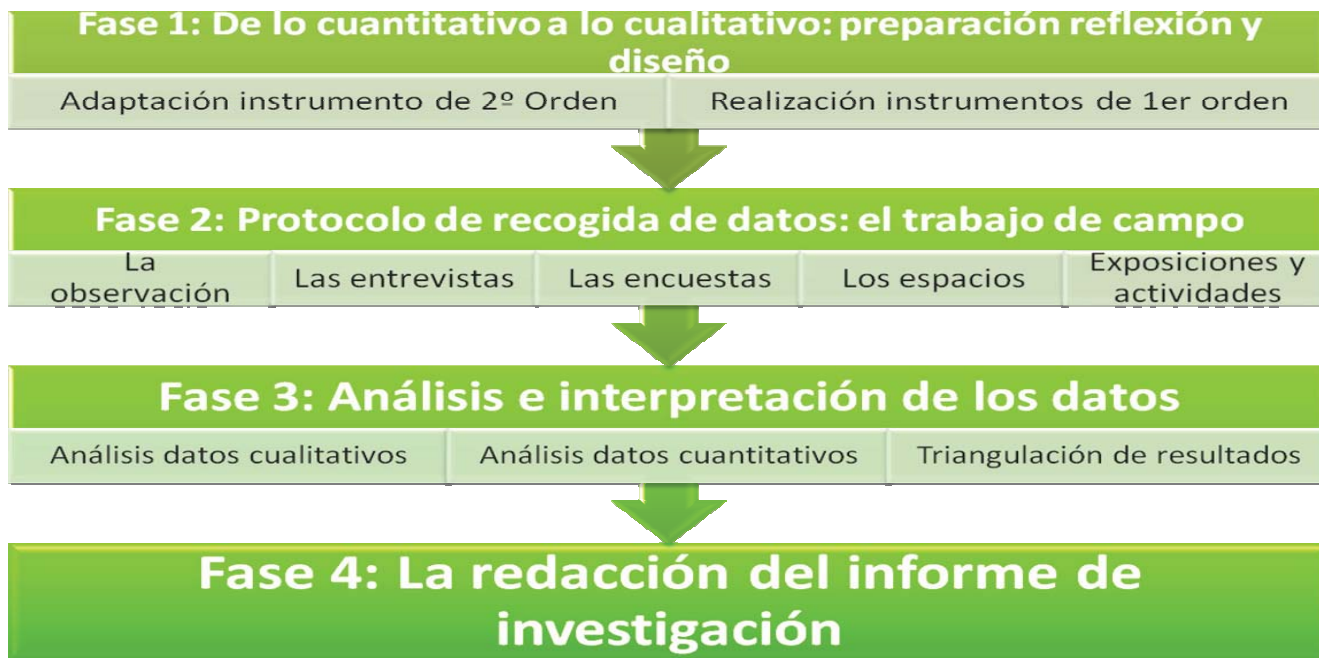 Fase 1: De lo cuantitativo a lo cualitativo: preparación reflexión y
diseño
Adaptación instrumento de 2º Orden
Realización instrumentos de 1er orden
Fase 2: Protocolo de recogida de datos: el trabajo de campo
La
observación
Las entrevistas
Las encuestas
Los espacios
Exposiciones y
actividades
Fase 3: Análisis e interpretación de los datos
Análisis datos cualitativos
Análisis datos cuantitativos
Triangulación de resultados
Fase 4: La redacción del informe de
investigación